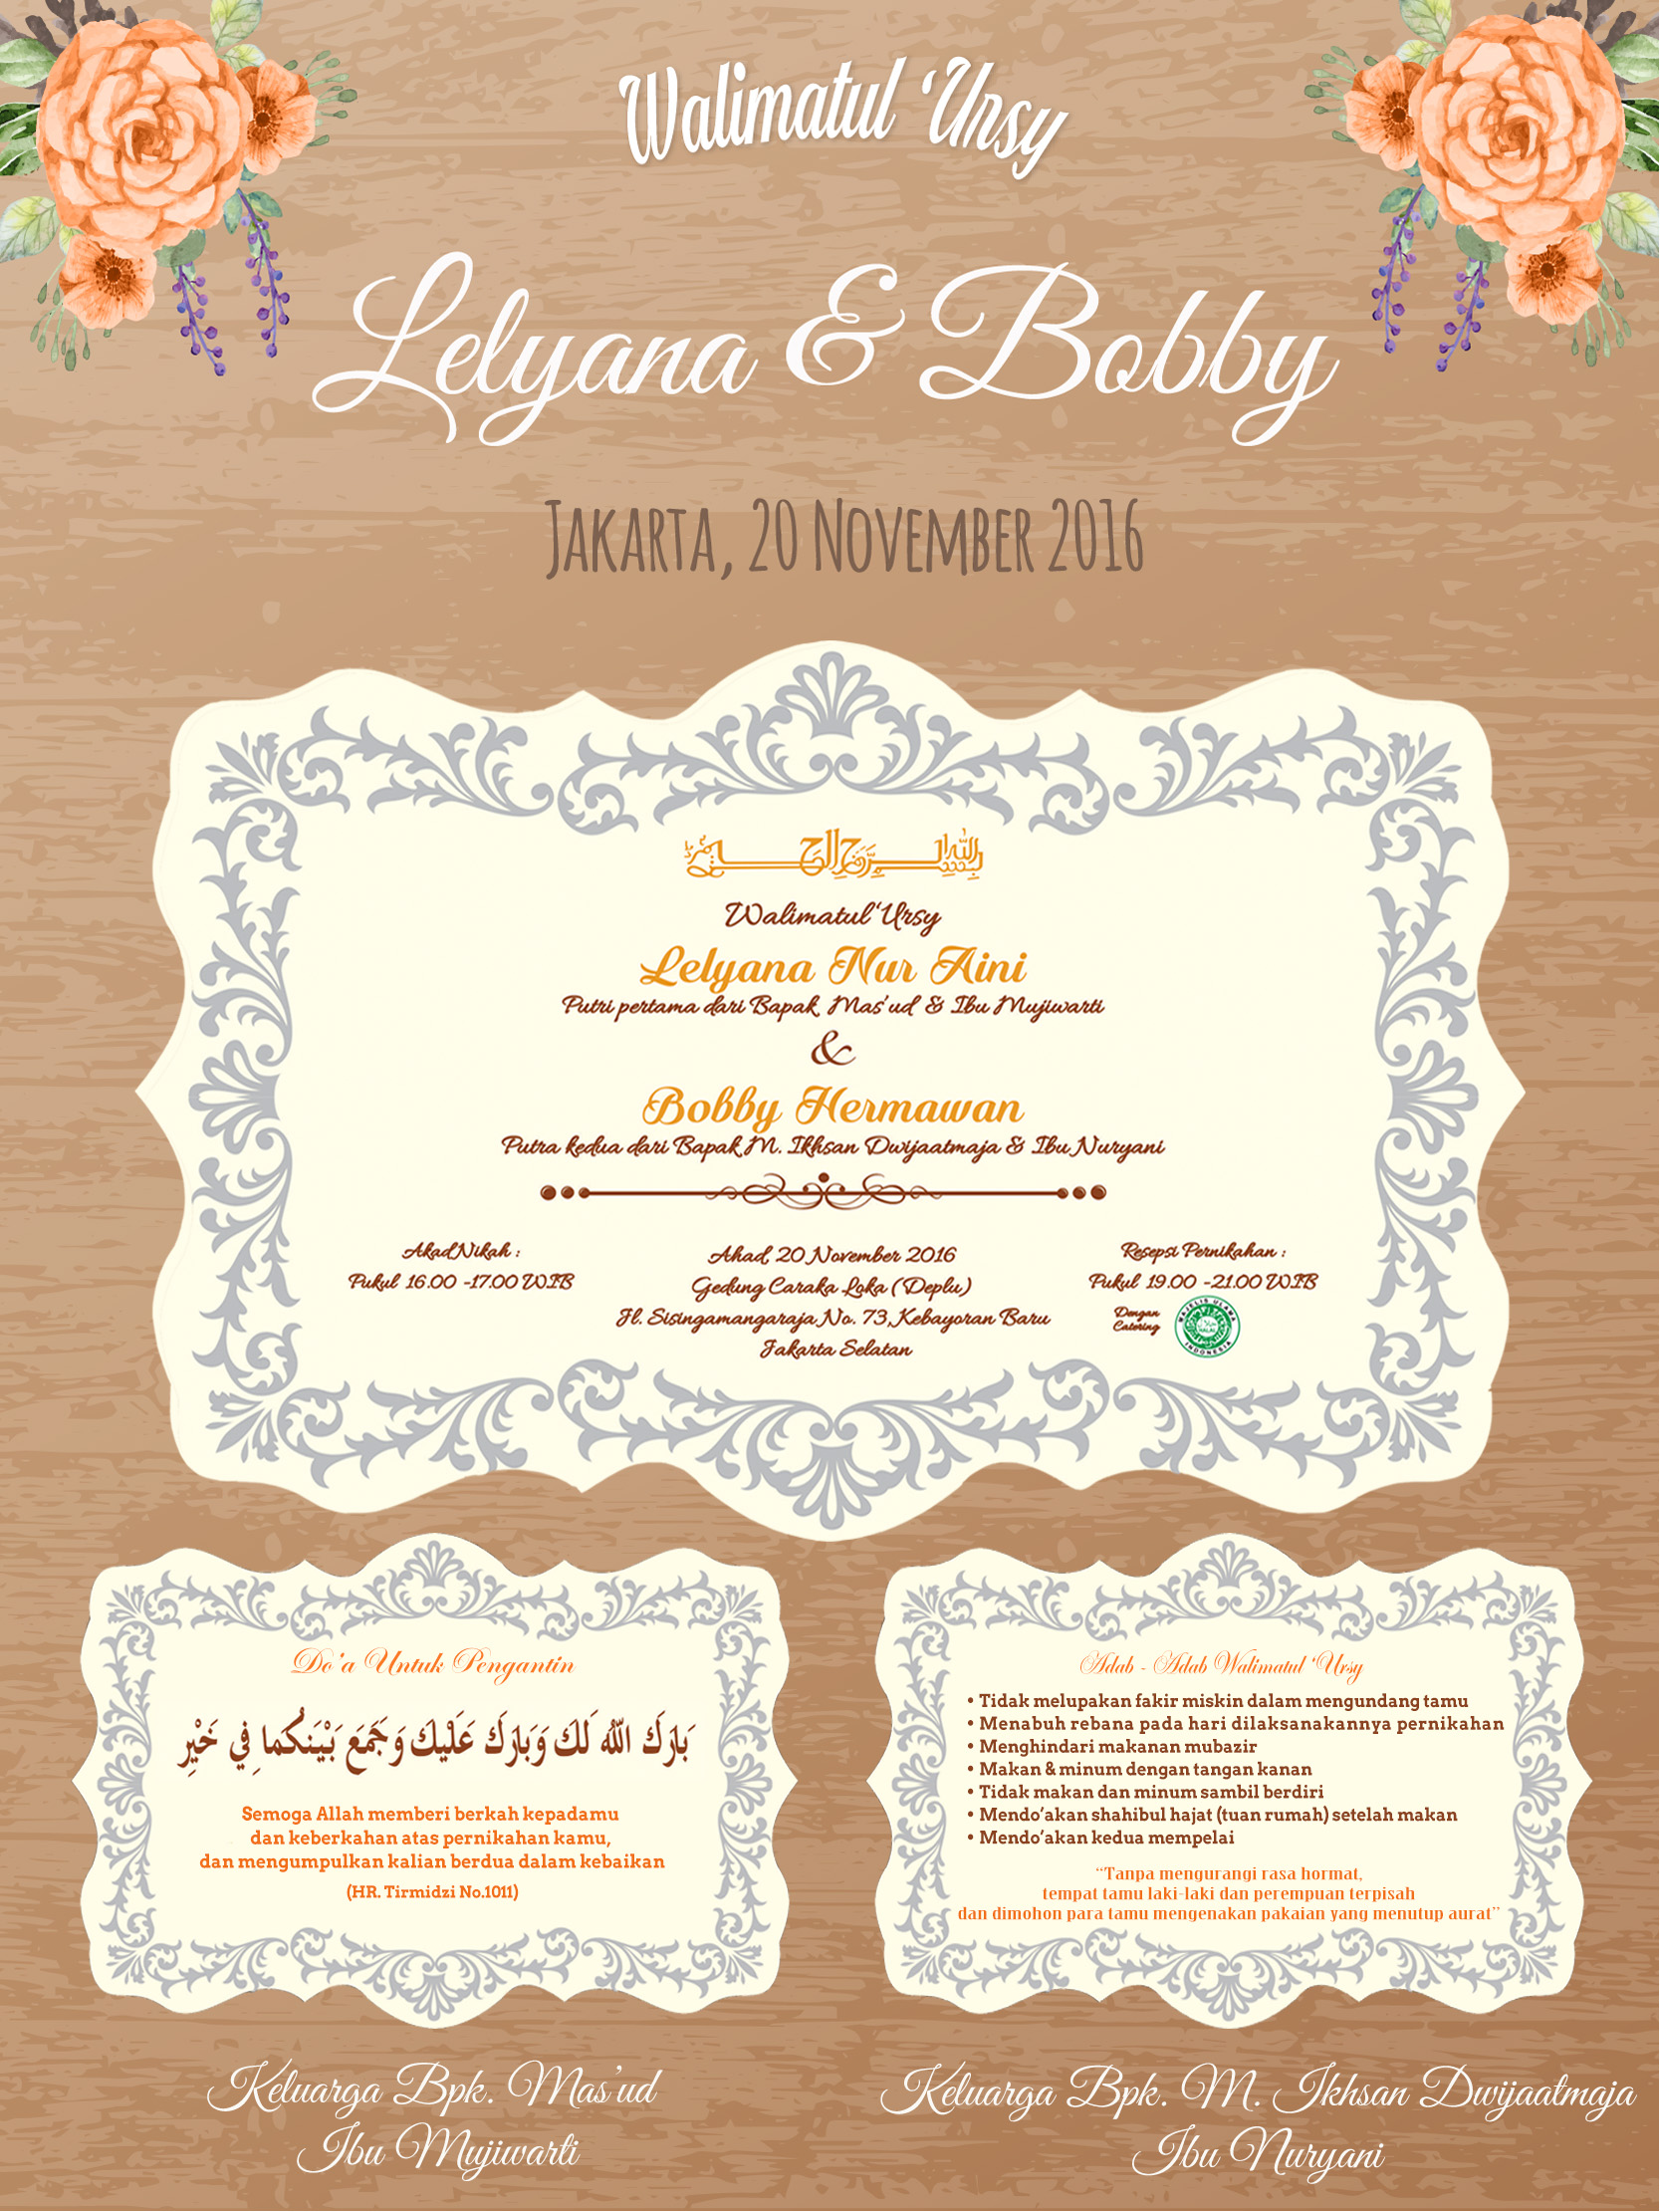 Walimatul 'Ursy
Lelyana & Bobby
Jakarta, 20 November 2016
بسم الله الرحمن الرحيم
Walimatul 'Ursy
Lelyana Nur Aini
Putri pertama dari Bapak Mas'ud & Ibu Mujiwarti
&
Bobby Hermawan
Putra kedua dari Bapak M. Ikhsan Dwijaatmaja & Ibu Nuryani
Akad Nikah :
Pukul 16.00 -17.00 WIB
Ahad, 20 November 2016
Gedung Caraka Loka (Deplu)
Jl. Sisingamangaraja No. 73, Kebayoran Baru
Jakarta Selatan
Resepsi Pernikahan :
Pukul 19.00 -21.00 WIB
Dengan
Catering
MAJELIS ULAMA
HALAL
INDONESIA
Do'a Untuk Pengantin
بَارَكَ اللهُ لَكَ وَبَارَكَ عَلَيْكَ وَجَمَعَ بَيْنَكُمَا فِي خَيْرٍ
Semoga Allah memberi berkah kepadamu
dan keberkahan atas pernikahan kamu,
dan mengumpulkan kalian berdua dalam kebaikan
(HR. Tirmidzi No.1011)
Adab - Adab Walimatul 'Ursy
• Tidak melupakan fakir miskin dalam mengundang tamu
• Menabuh rebana pada hari dilaksanakannya pernikahan
• Menghindari makanan mubazir
• Makan & minum dengan tangan kanan
• Tidak makan dan minum sambil berdiri
• Mendo'akan shahibul hajat (tuan rumah) setelah makan
• Mendo'akan kedua mempelai
"Tanpa mengurangi rasa hormat,
tempat tamu laki-laki dan perempuan terpisah
dan dimohon para tamu mengenakan pakaian yang menutup aurat"
Keluarga Bpk. Mas'ud
Ibu Mujiwarti
Keluarga Bpk. M. Ikhsan Dwijaatmaja
Ibu Nuryani